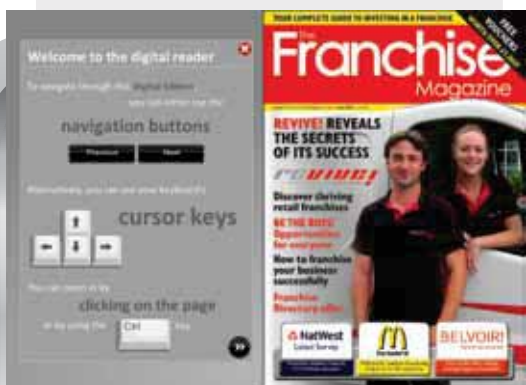 Welcome to the digital reader
To navigate through this Digital Edition
you can either use the
navigation buttons
Previous Next
Alternatively, you can use your keyboard's
cursor keys
You can zoom in by
clicking on the page
or by using the Ctrl key
YOUR COMPLETE GUIDE TO INVESTING IN A FRANCHISE
FREE
VOUCHERS
The
Franchise
Magazine
REVIVE! REVEALS
THE SECRETS
OF ITS SUCCESS
revive!
Discover thriving
retail franchises
BE THE BOSS:
Opportunities
for everyone
How to franchise
your business
successfully
Franchise
Directory
NatWest
Latest Survey
McDonald's
BELVOIR!